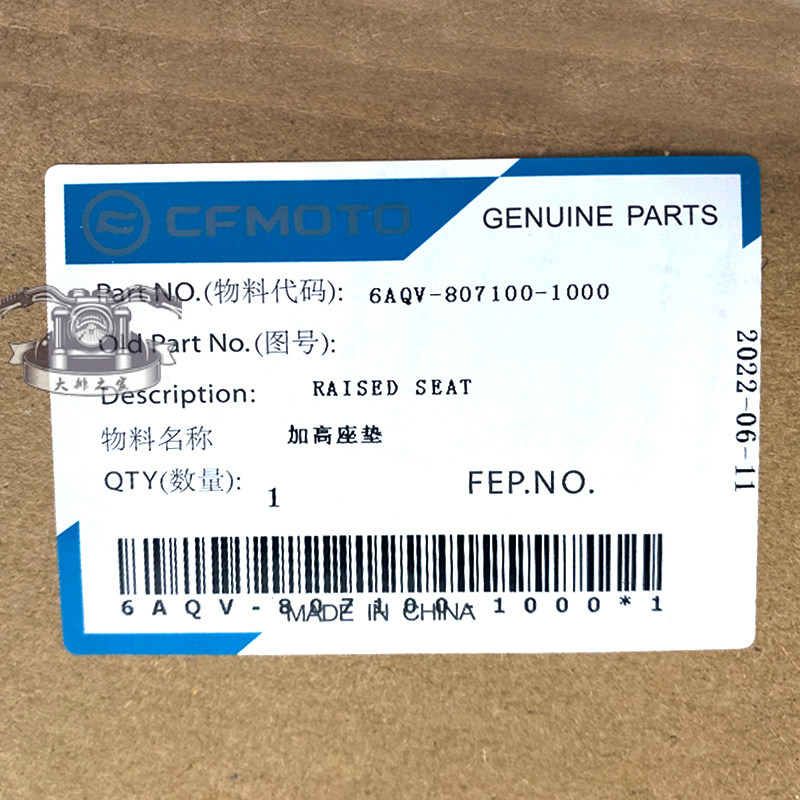 CFMOTO
GENUINE PARTS
Part NO.(物料代码): 6AQV-807100-1000
Old Part No.(图号):
Description: RAISED SEAT
物料名称 加高座垫
QTY(数量): 1
FEP.NO.
2022-06-11
6AQV-807100-1000*1
MADE IN CHINA
大排之家